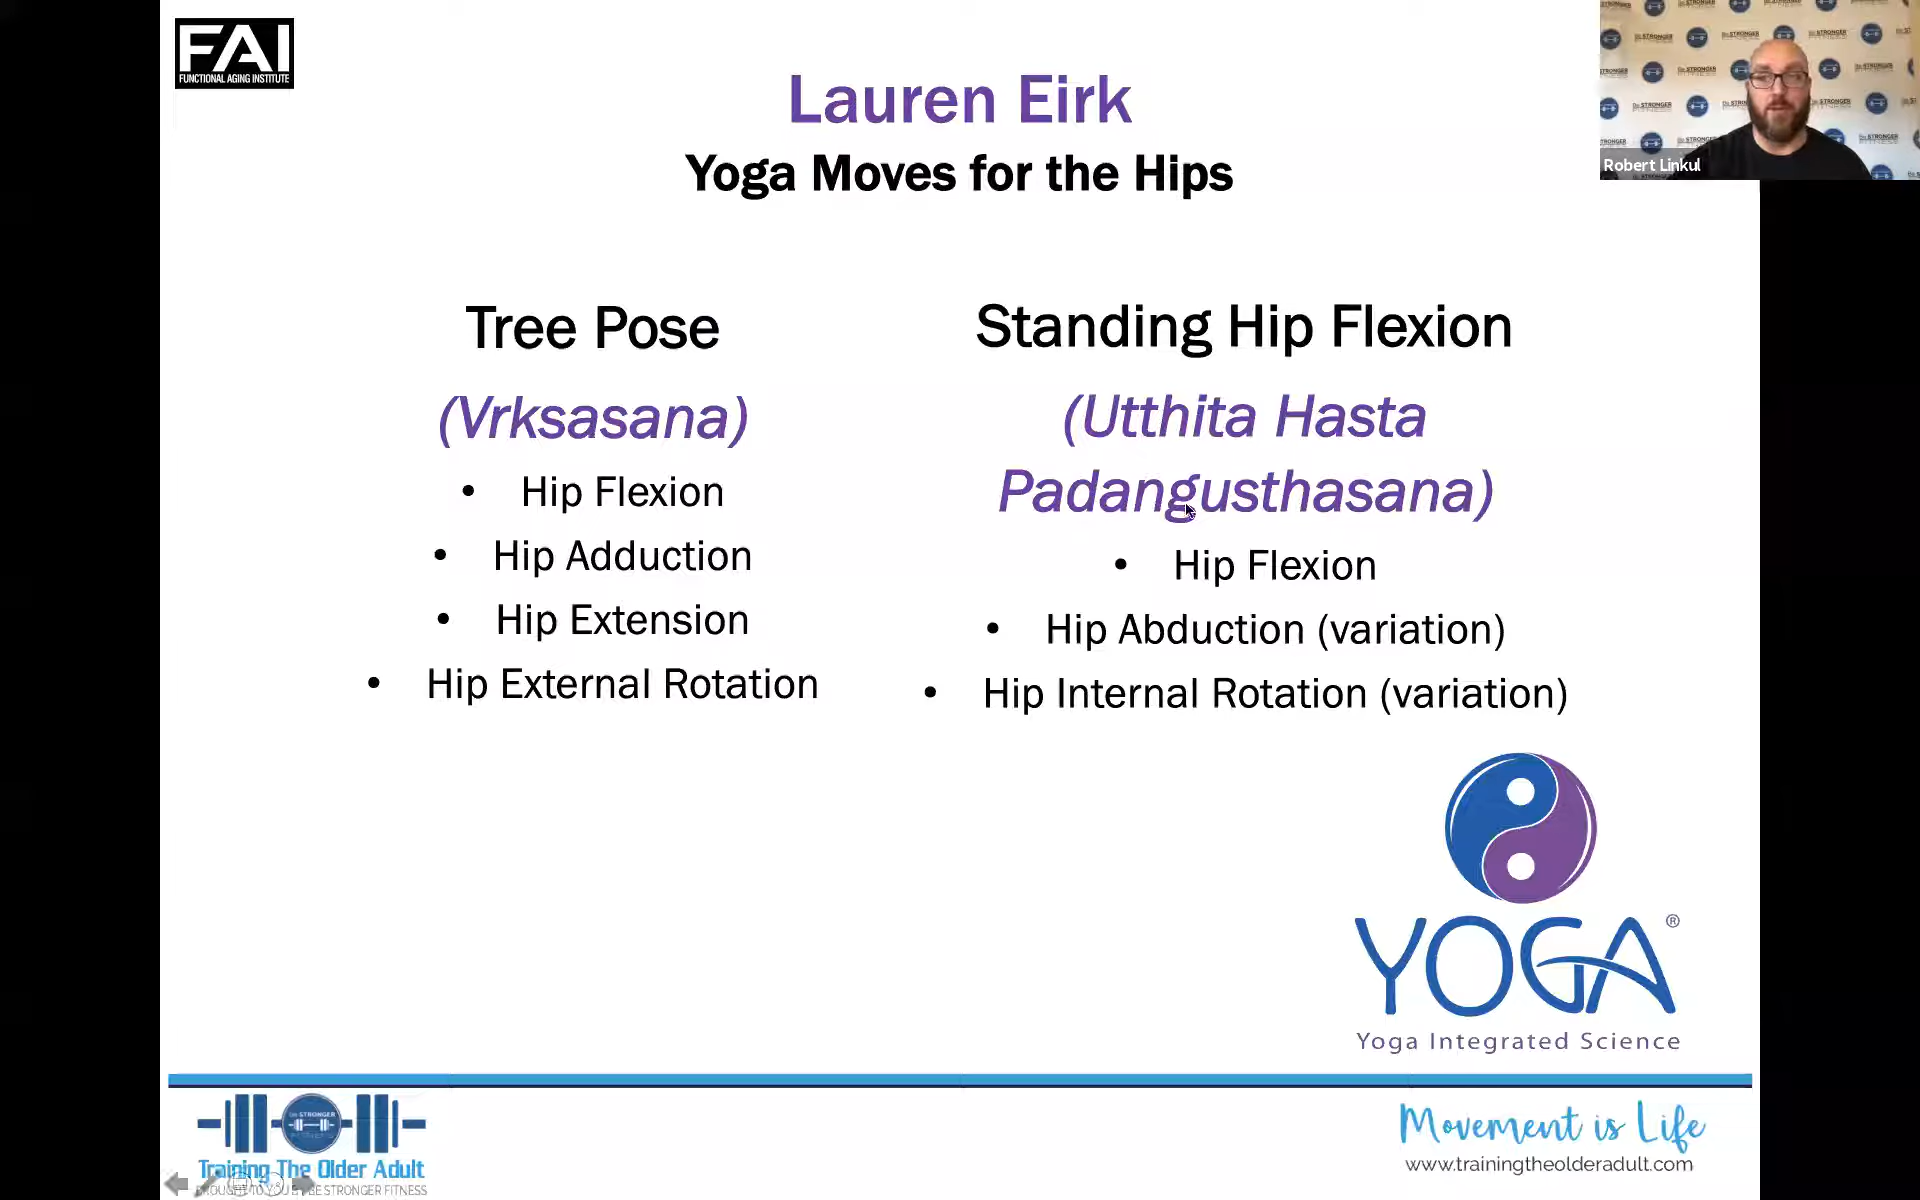 FAI
FUNCTIONAL AGING INSTITUTE
Lauren Eirk
Yoga Moves for the Hips
Robert Linkul
Tree Pose
(Vrksasana)
• Hip Flexion
• Hip Adduction
• Hip Extension
• Hip External Rotation
Standing Hip Flexion
(Utthita Hasta
Padangusthasana)
• Hip Flexion
• Hip Abduction (variation)
• Hip Internal Rotation (variation)
YOGA®
Yoga Integrated Science
Training The Older Adult
BE STRONGER FITNESS
Movement is Life
www.trainingtheolderadult.com